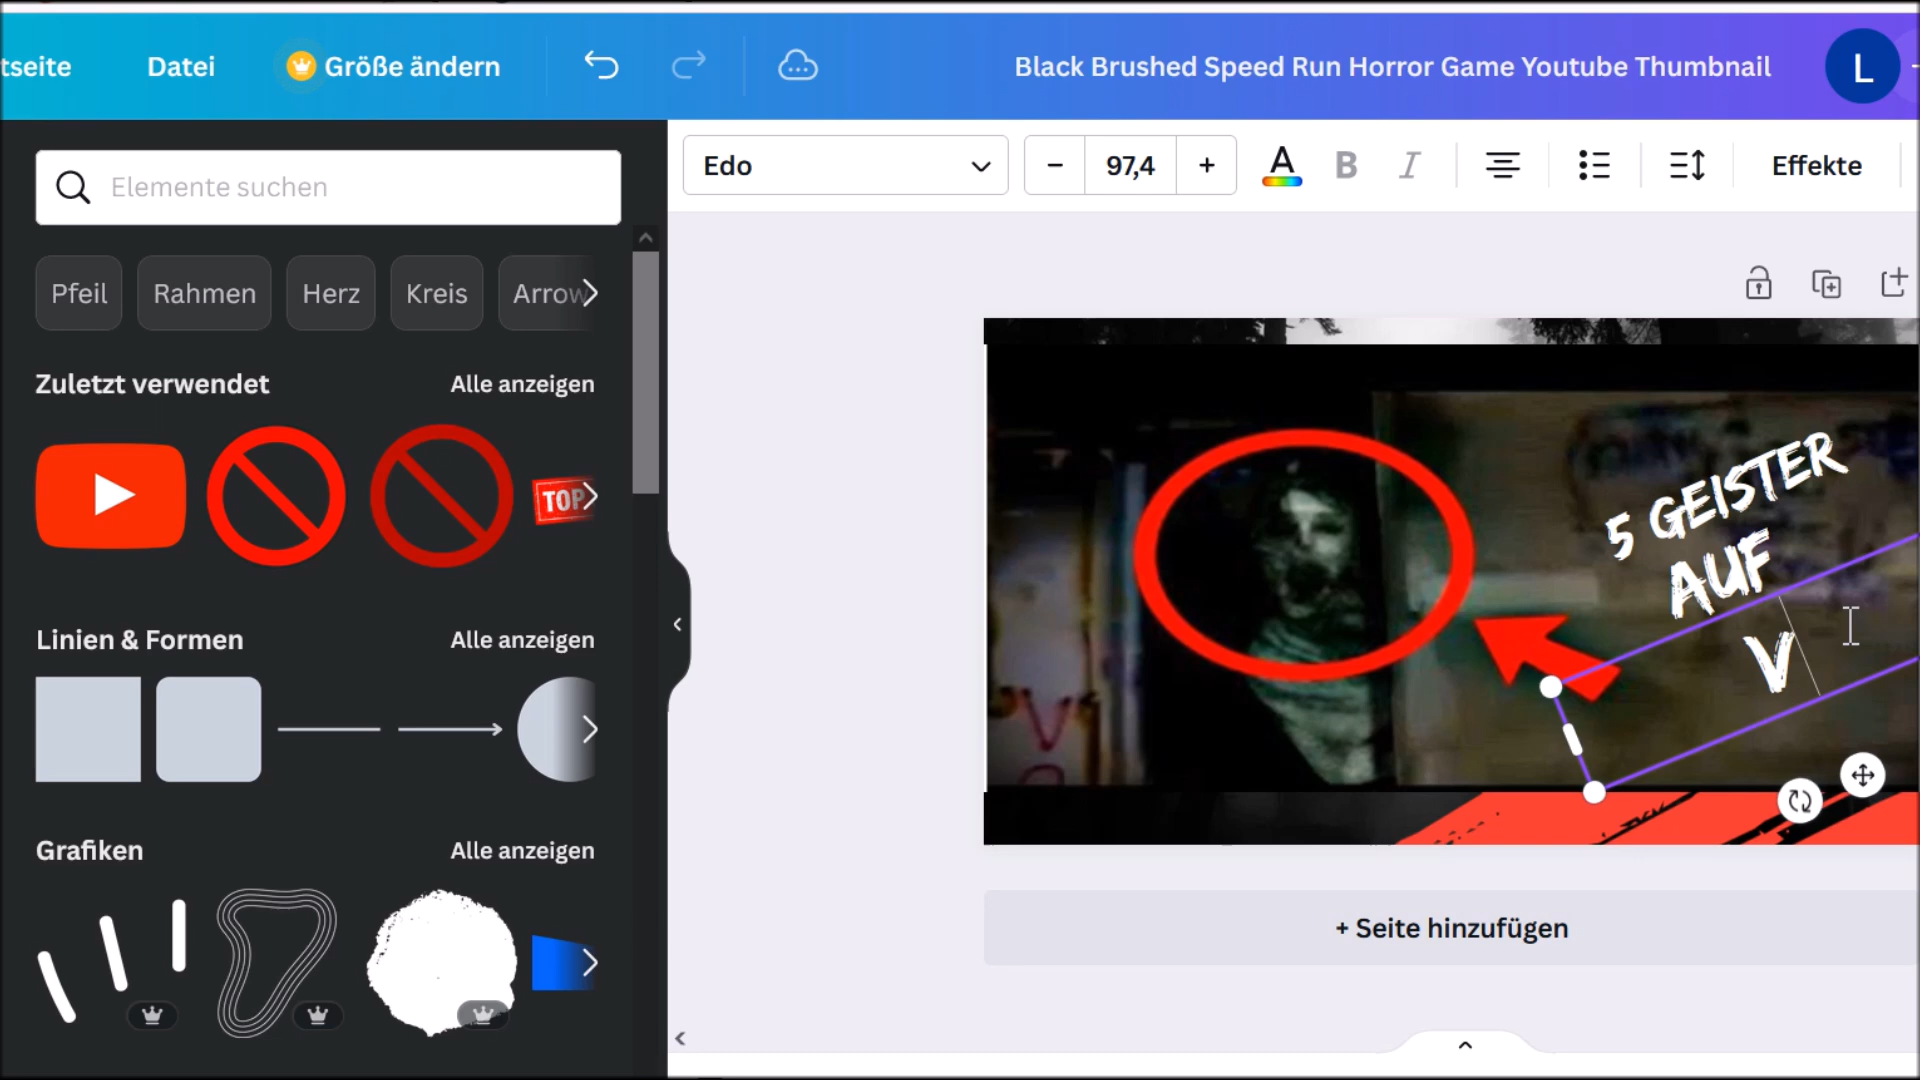 tseite
Datei
Größe ändern
Black Brushed Speed Run Horror Game Youtube Thumbnail
L
Elemente suchen
Edo
97,4
A
B
I
Effekte
Pfeil
Rahmen
Herz
Kreis
Arrow
Zuletzt verwendet
Alle anzeigen
TOP
5 GEISTER
AUF
V
Linien & Formen
Alle anzeigen
Grafiken
Alle anzeigen
+ Seite hinzufügen